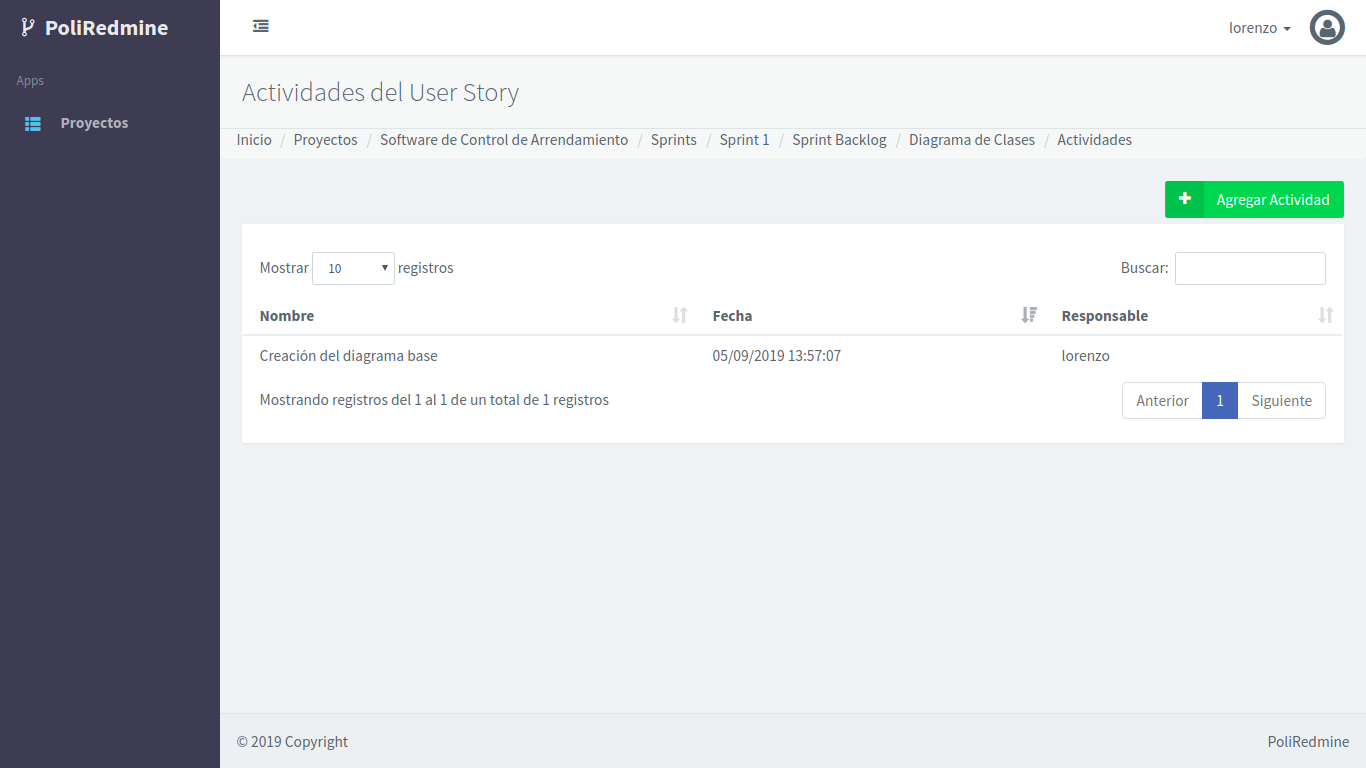 PoliRedmine
lorenzo
Apps
Proyectos
Actividades del User Story
Inicio / Proyectos / Software de Control de Arrendamiento / Sprints / Sprint 1 / Sprint Backlog / Diagrama de Clases / Actividades
Agregar Actividad
Mostrar 10 registros Buscar:
Nombre Fecha Responsable
Creación del diagrama base 05/09/2019 13:57:07 lorenzo
Mostrando registros del 1 al 1 de un total de 1 registros Anterior 1 Siguiente
© 2019 Copyright PoliRedmine